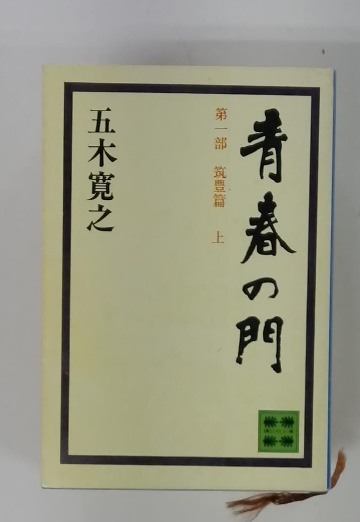 青春の門
第一部 筑豊篇 上
五木寛之